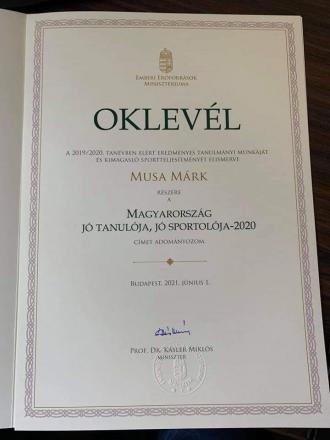 Emberi Erőforrások
Minisztériuma
OKLEVÉL
A 2019/2020. tanévben elért eredményes tanulmányi munkáját
és kimagasló sportteljesítményét elismerve
Musa Márk
részére
a
Magyarország
jó tanulója, jó sportolója-2020
címet adományozom.
Budapest, 2021. június 1.
Prof. Dr. Kásler Miklós
miniszter